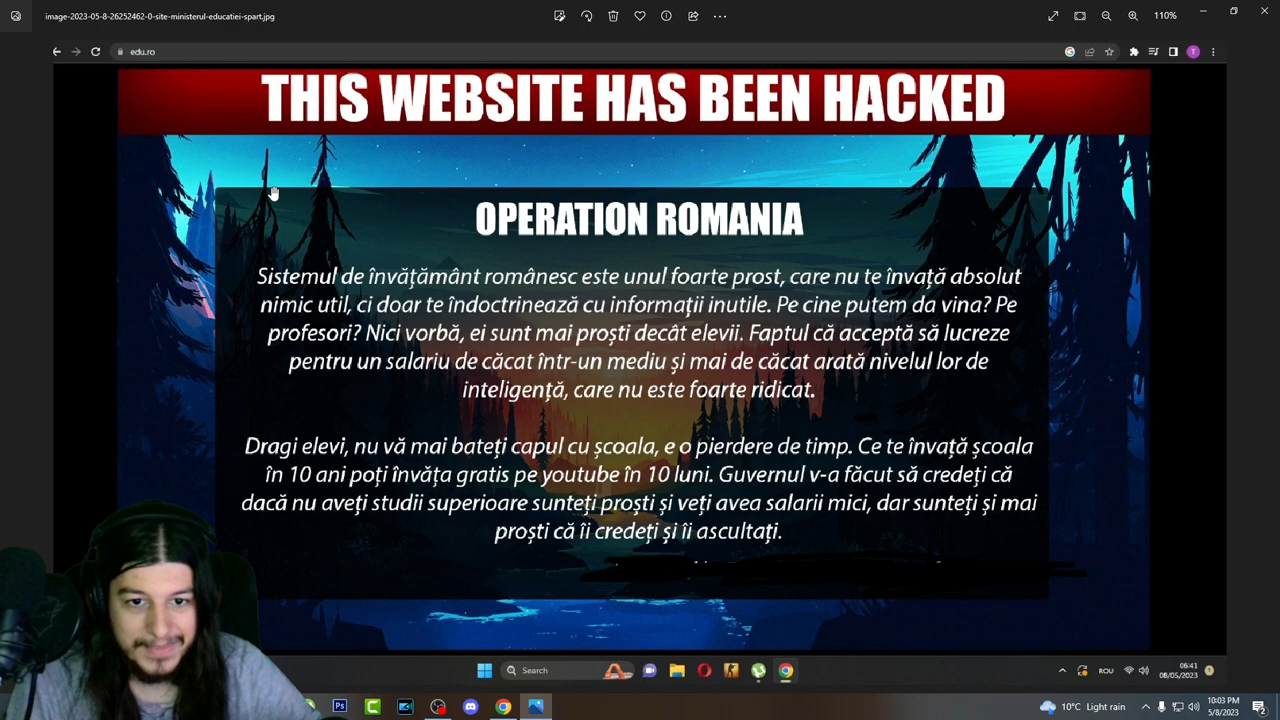 image-2023-05-8-26252462-0-site-ministerul-educatiei-spart.jpg
110%
edu.ro
T
THIS WEBSITE HAS BEEN HACKED
OPERATION ROMANIA
Sistemul de învățământ românesc este unul foarte prost, care nu te învață absolut
nimic util, ci doar te îndoctrinează cu informații inutile. Pe cine putem da vina? Pe
profesori? Nici vorbă, ei sunt mai proști decât elevii. Faptul că acceptă să lucreze
pentru un salariu de căcat într-un mediu și mai de căcat arată nivelul lor de
inteligență, care nu este foarte ridicat.
Dragi elevi, nu vă mai bateți capul cu școala, e o pierdere de timp. Ce te învață școala
în 10 ani poți învăța gratis pe youtube în 10 luni. Guvernul v-a făcut să credeți că
dacă nu aveți studii superioare sunteți proști și veți avea salarii mici, dar sunteți și mai
proști că îi credeți și îi ascultați.
Search
ROU
06:41
08/05/2023
Ps
10°C Light rain
10:03 PM
5/8/2023